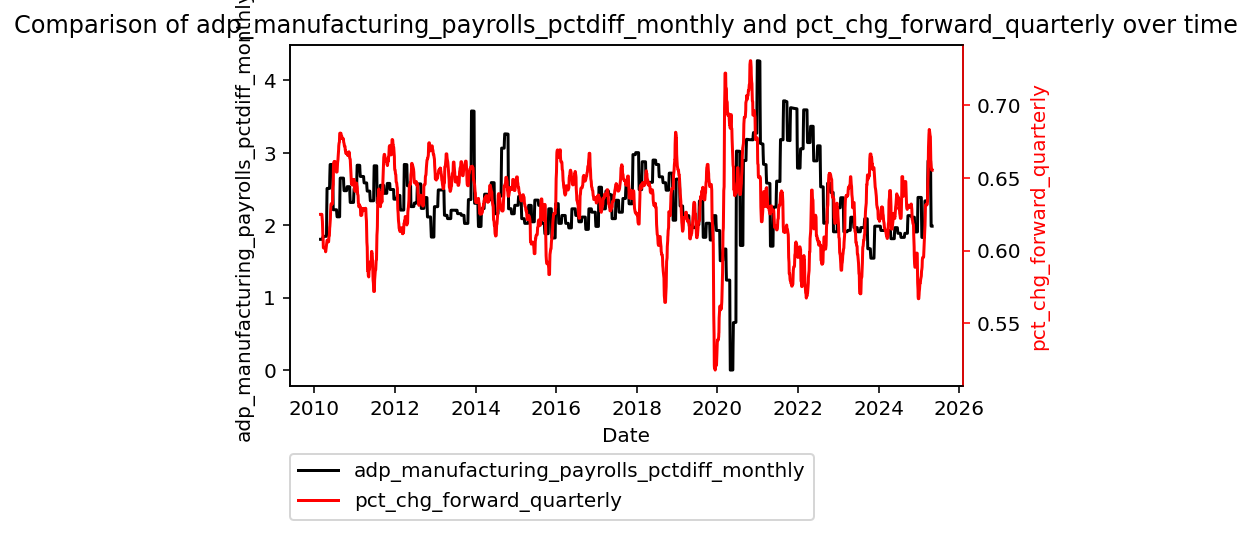 Comparison of adp_manufacturing_payrolls_pctdiff_monthly and pct_chg_forward_quarterly over time
adp_manufacturing_payrolls_pctdiff_monthly
4
3
2
1
0
0.70
0.65
0.60
0.55
pct_chg_forward_quarterly
2010 2012 2014 2016 2018 2020 2022 2024 2026
Date
adp_manufacturing_payrolls_pctdiff_monthly
pct_chg_forward_quarterly